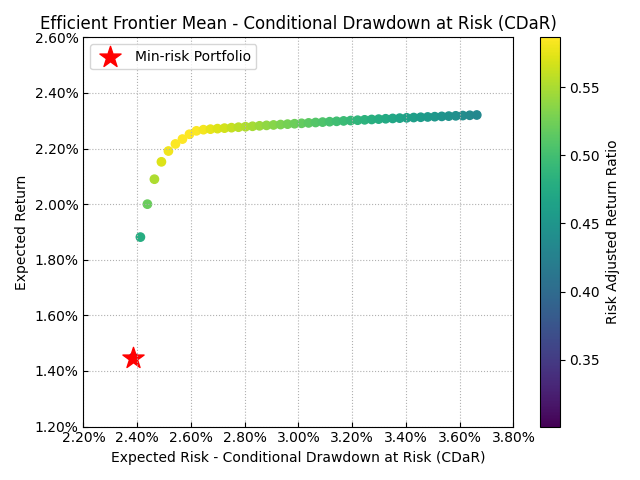 Efficient Frontier Mean - Conditional Drawdown at Risk (CDaR)
Min-risk Portfolio
2.60%
2.40%
2.20%
2.00%
1.80%
1.60%
1.40%
1.20%
Expected Return
2.20% 2.40% 2.60% 2.80% 3.00% 3.20% 3.40% 3.60% 3.80%
Expected Risk - Conditional Drawdown at Risk (CDaR)
0.55
0.50
0.45
0.40
0.35
Risk Adjusted Return Ratio